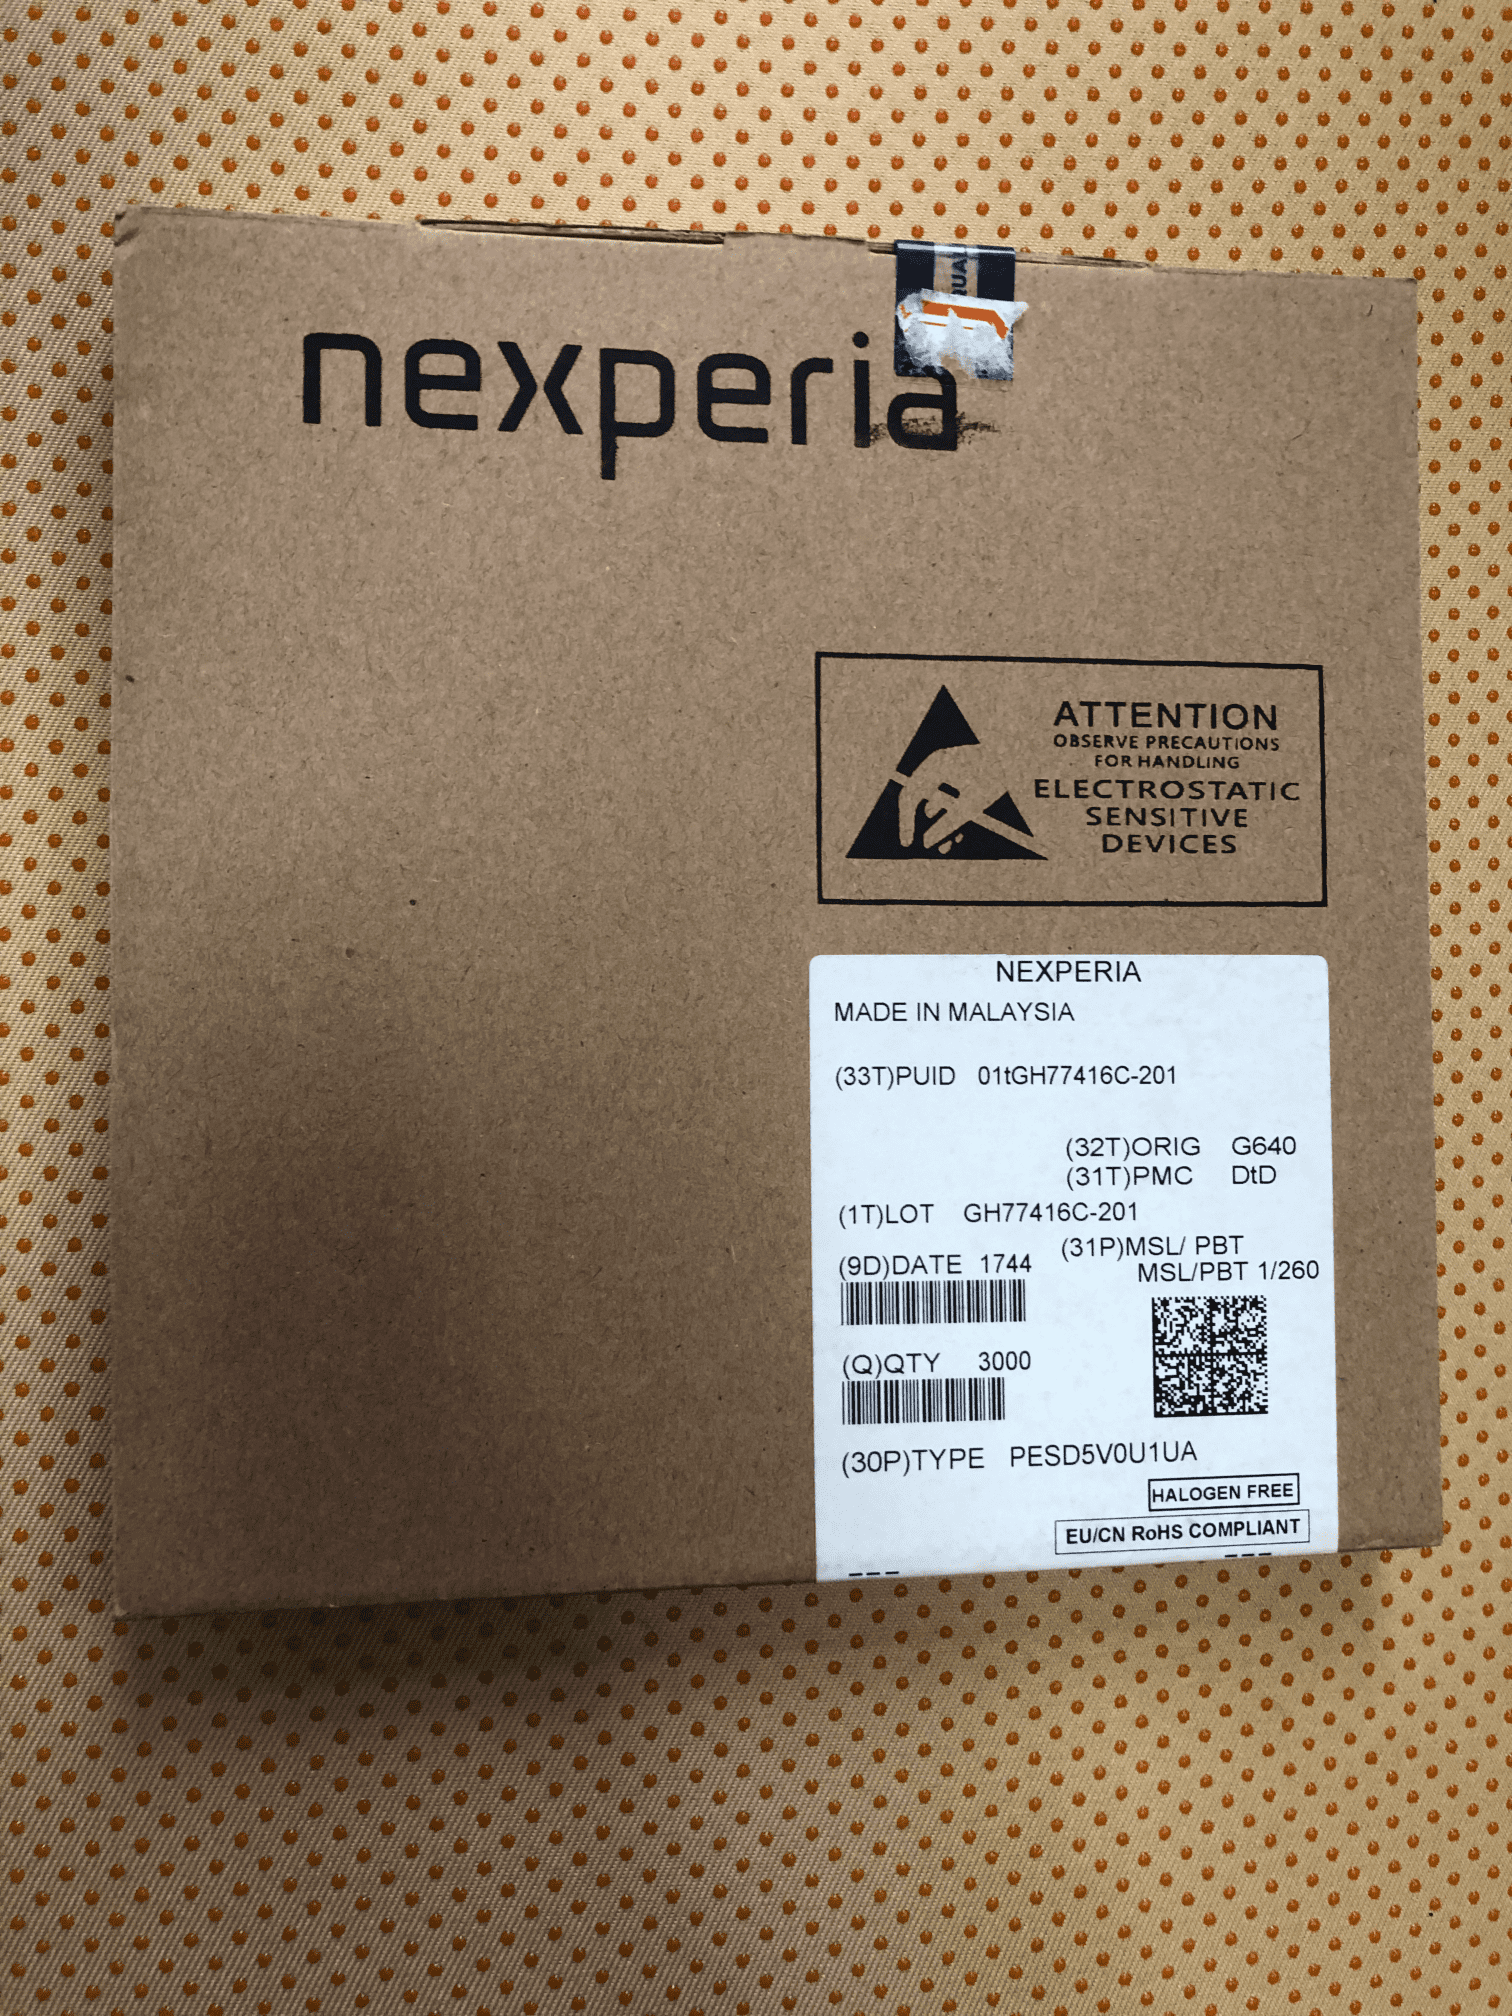 nexperia
ATTENTION
OBSERVE PRECAUTIONS
FOR HANDLING
ELECTROSTATIC
SENSITIVE
DEVICES
NEXPERIA
MADE IN MALAYSIA
(33T)PUID 01tGH77416C-201
(32T)ORIG G640
(31T)PMC DtD
(1T)LOT GH77416C-201
(9D)DATE 1744
(31P)MSL/ PBT
MSL/PBT 1/260
(Q)QTY 3000
(30P)TYPE PESD5V0U1UA
HALOGEN FREE
EU/CN RoHS COMPLIANT